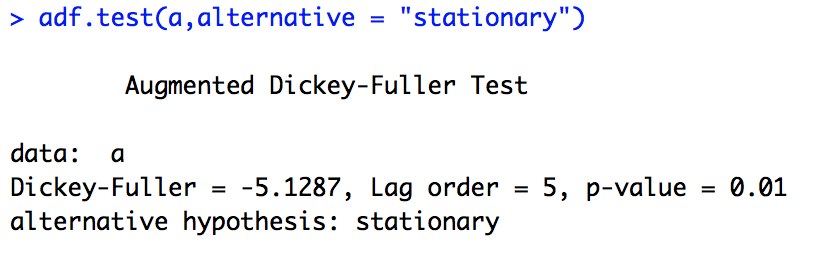 > adf.test(a,alternative = "stationary")
Augmented Dickey-Fuller Test
data:  a
Dickey-Fuller = -5.1287, Lag order = 5, p-value = 0.01
alternative hypothesis: stationary